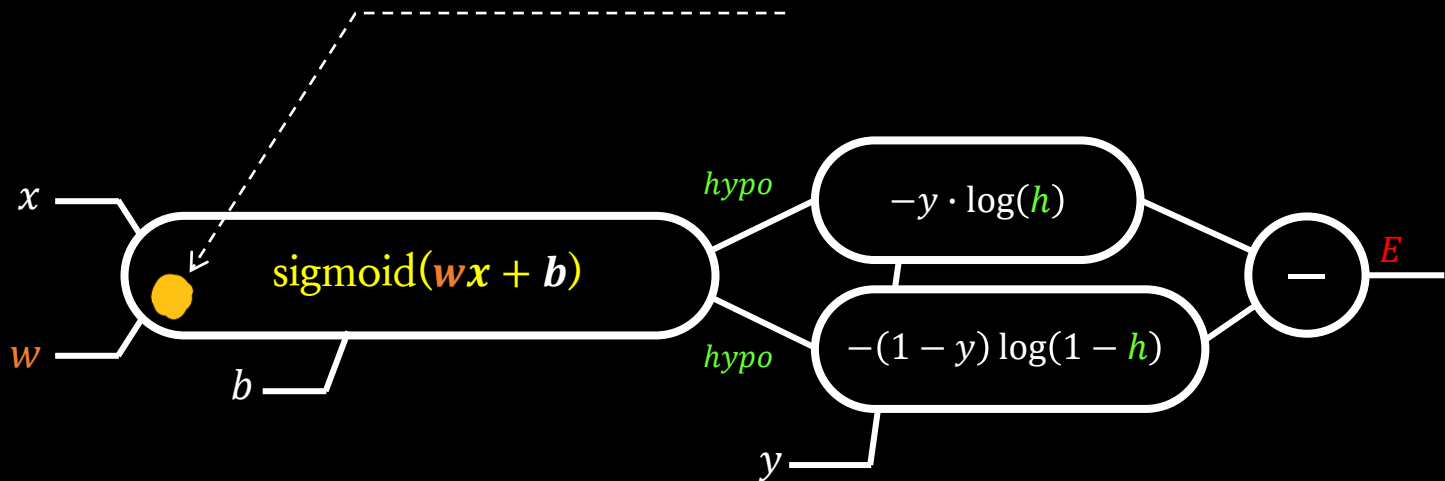 x
w
b
sigmoid(wx + b)
hypo
hypo
−y · log(h)
−(1 − y) log(1 − h)
y
−
E